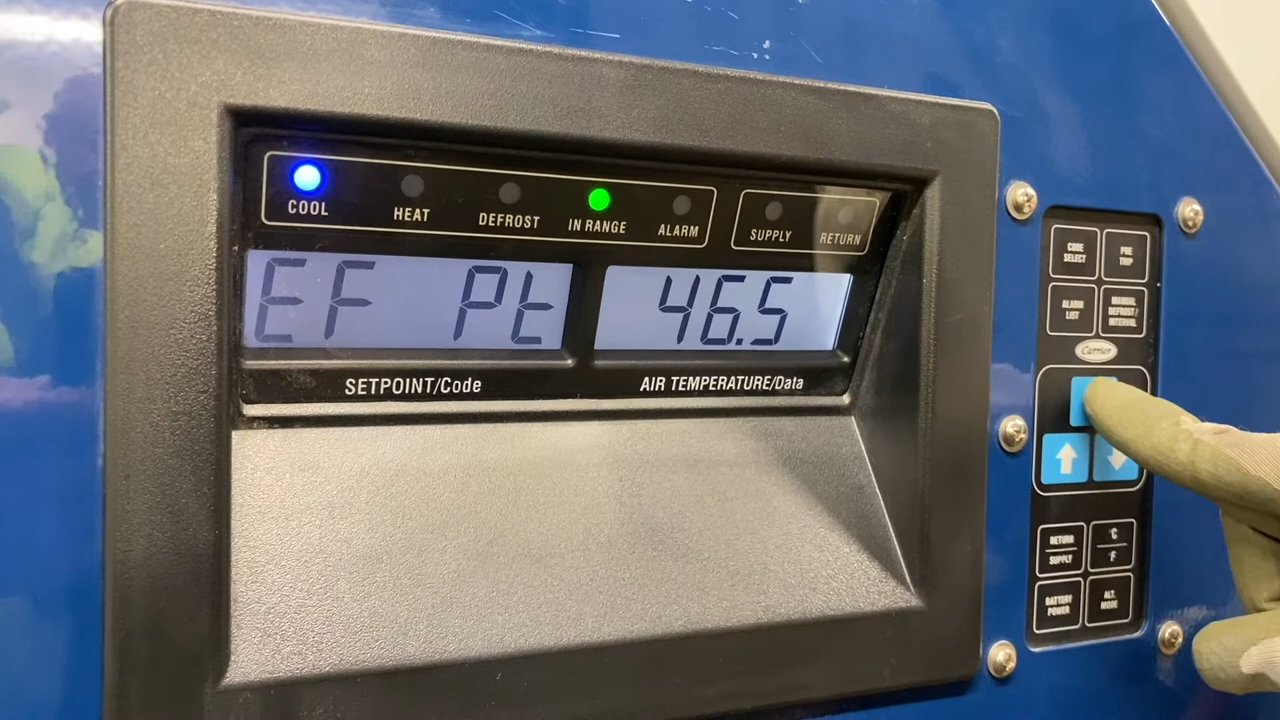 COOL HEAT DEFROST IN RANGE ALARM SUPPLY RETURN
EF Pt 46.5
SETPOINT/Code AIR TEMPERATURE/Data
CODE
SELECT
PRE
TRIP
ALARM
LIST
MANUAL
DEFROST/
INTERVAL
Carrier
RETURN
SUPPLY
°C
°F
BATTERY
POWER
ALT.
MODE